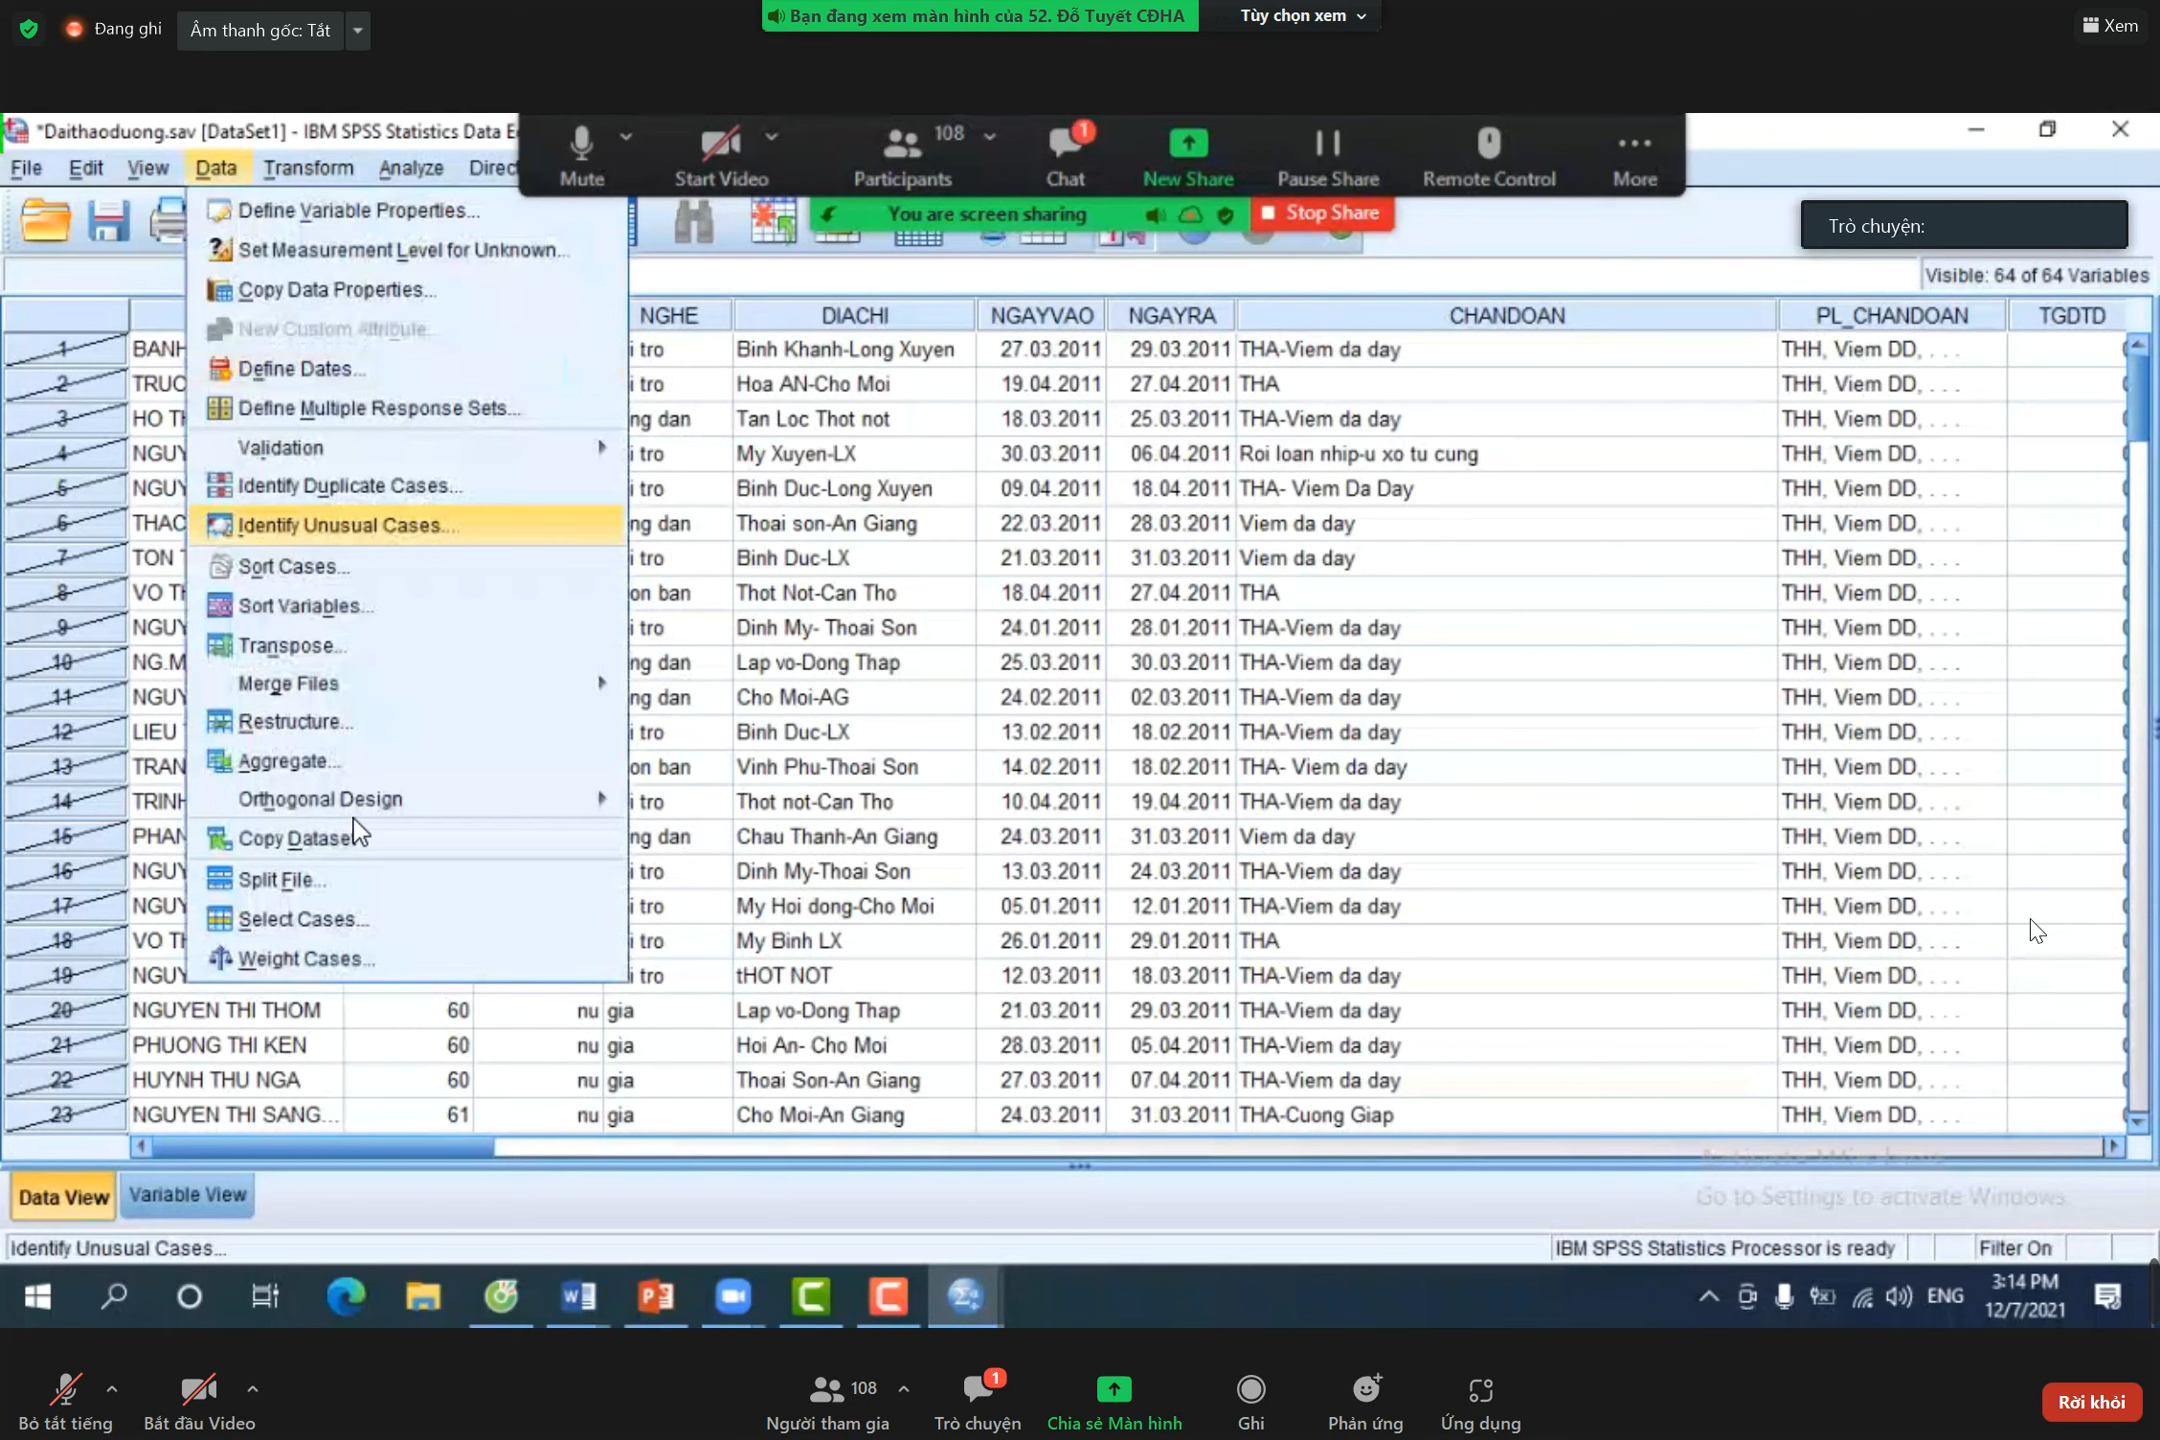 Đang ghi
Âm thanh gốc: Tắt
Bạn đang xem màn hình của 52. Đỗ Tuyết CĐHA
Tùy chọn xem
Xem
*Daithaoduong.sav [DataSet1] - IBM SPSS Statistics Data E
File Edit View Data Transform Analyze Direc
Mute
Start Video
108
Participants
1
Chat
New Share
Pause Share
Remote Control
More
You are screen sharing
Stop Share
Trò chuyện:
Visible: 64 of 64 Variables
Define Variable Properties...
Set Measurement Level for Unknown...
Copy Data Properties...
New Custom Attribute...
Define Dates...
Define Multiple Response Sets...
Validation
Identify Duplicate Cases...
Identify Unusual Cases...
Sort Cases...
Sort Variables...
Transpose...
Merge Files
Restructure...
Aggregate...
Orthogonal Design
Copy Dataset
Split File...
Select Cases...
Weight Cases...
NGHE DIACHI NGAYVAO NGAYRA CHANDOAN PL_CHANDOAN TGDTD
1 BANH i tro Binh Khanh-Long Xuyen 27.03.2011 29.03.2011 THA-Viem da day THH, Viem DD, . . .
2 TRUC i tro Hoa AN-Cho Moi 19.04.2011 27.04.2011 THA THH, Viem DD, . . .
3 HO TH ng dan Tan Loc Thot not 18.03.2011 25.03.2011 THA-Viem da day THH, Viem DD, . . .
4 NGUY i tro My Xuyen-LX 30.03.2011 06.04.2011 Roi loan nhip-u xo tu cung THH, Viem DD, . . .
5 NGUY i tro Binh Duc-Long Xuyen 09.04.2011 18.04.2011 THA- Viem Da Day THH, Viem DD, . . .
6 THAC ng dan Thoai son-An Giang 22.03.2011 28.03.2011 Viem da day THH, Viem DD, . . .
7 TON T i tro Binh Duc-LX 21.03.2011 31.03.2011 Viem da day THH, Viem DD, . . .
8 VO TH on ban Thot Not-Can Tho 18.04.2011 27.04.2011 THA THH, Viem DD, . . .
9 NGUY i tro Dinh My- Thoai Son 24.01.2011 28.01.2011 THA-Viem da day THH, Viem DD, . . .
10 NG.M ng dan Lap vo-Dong Thap 25.03.2011 30.03.2011 THA-Viem da day THH, Viem DD, . . .
11 NGUY ng dan Cho Moi-AG 24.02.2011 02.03.2011 THA-Viem da day THH, Viem DD, . . .
12 LIEU i tro Binh Duc-LX 13.02.2011 18.02.2011 THA-Viem da day THH, Viem DD, . . .
13 TRAN on ban Vinh Phu-Thoai Son 14.02.2011 18.02.2011 THA- Viem da day THH, Viem DD, . . .
14 TRINH i tro Thot not-Can Tho 10.04.2011 19.04.2011 THA-Viem da day THH, Viem DD, . . .
15 PHAN ng dan Chau Thanh-An Giang 24.03.2011 31.03.2011 Viem da day THH, Viem DD, . . .
16 NGUY i tro Dinh My-Thoai Son 13.03.2011 24.03.2011 THA-Viem da day THH, Viem DD, . . .
17 NGUY i tro My Hoi dong-Cho Moi 05.01.2011 12.01.2011 THA-Viem da day THH, Viem DD, . . .
18 VO TH i tro My Binh LX 26.01.2011 29.01.2011 THA THH, Viem DD, . . .
19 NGUY i tro tHOT NOT 12.03.2011 18.03.2011 THA-Viem da day THH, Viem DD, . . .
20 NGUYEN THI THOM 60 nu gia Lap vo-Dong Thap 21.03.2011 29.03.2011 THA-Viem da day THH, Viem DD, . . .
21 PHUONG THI KEN 60 nu gia Hoi An- Cho Moi 28.03.2011 05.04.2011 THA-Viem da day THH, Viem DD, . . .
22 HUYNH THU NGA 60 nu gia Thoai Son-An Giang 27.03.2011 07.04.2011 THA-Viem da day THH, Viem DD, . . .
23 NGUYEN THI SANG... 61 nu gia Cho Moi-An Giang 24.03.2011 31.03.2011 THA-Cuong Giap THH, Viem DD, . . .
Data View Variable View
Go to Settings to activate Windows.
Identify Unusual Cases...
IBM SPSS Statistics Processor is ready
Filter On
ENG
3:14 PM
12/7/2021
Bỏ tắt tiếng
Bắt đầu Video
108
Người tham gia
1
Trò chuyện
Chia sẻ Màn hình
Ghi
Phản ứng
Ứng dụng
Rời khỏi